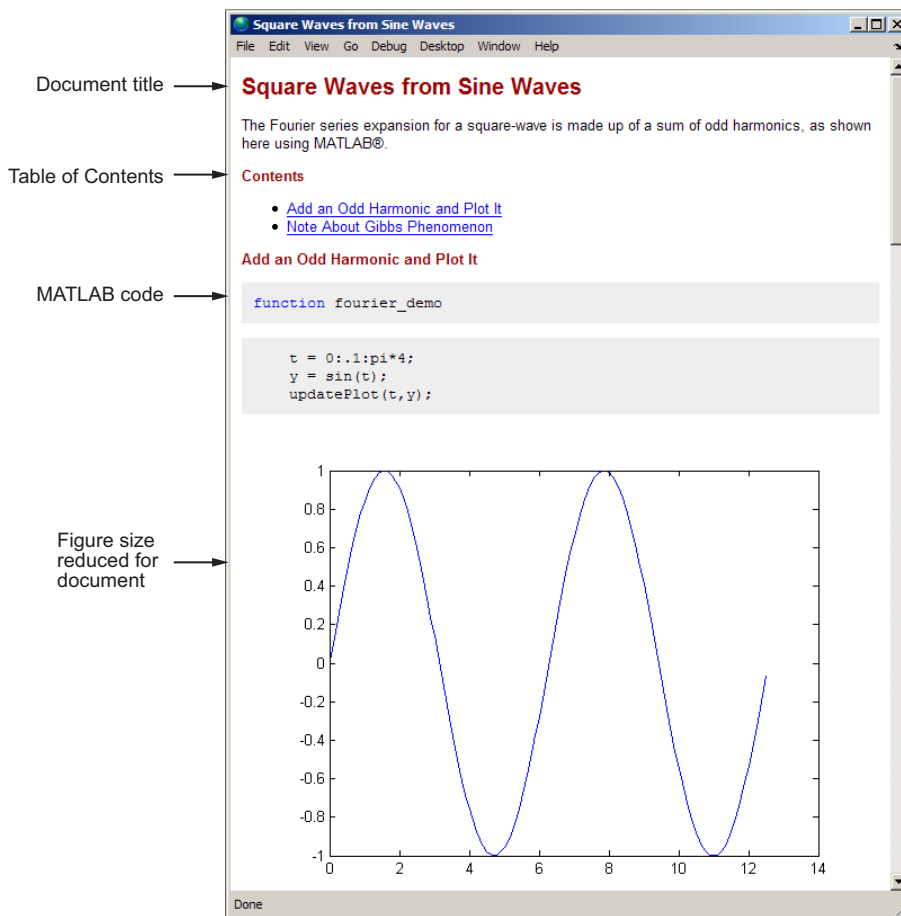 Square Waves from Sine Waves
File Edit View Go Debug Desktop Window Help
Document title
Square Waves from Sine Waves
The Fourier series expansion for a square-wave is made up of a sum of odd harmonics, as shown
here using MATLAB®.
Table of Contents
Contents
Add an Odd Harmonic and Plot It
Note About Gibbs Phenomenon
Add an Odd Harmonic and Plot It
MATLAB code
function fourier_demo
t = 0:.1:pi*4;
y = sin(t);
updatePlot(t,y);
Figure size
reduced for
document
1
0.8
0.6
0.4
0.2
0
-0.2
-0.4
-0.6
-0.8
-1
0 2 4 6 8 10 12 14
Done